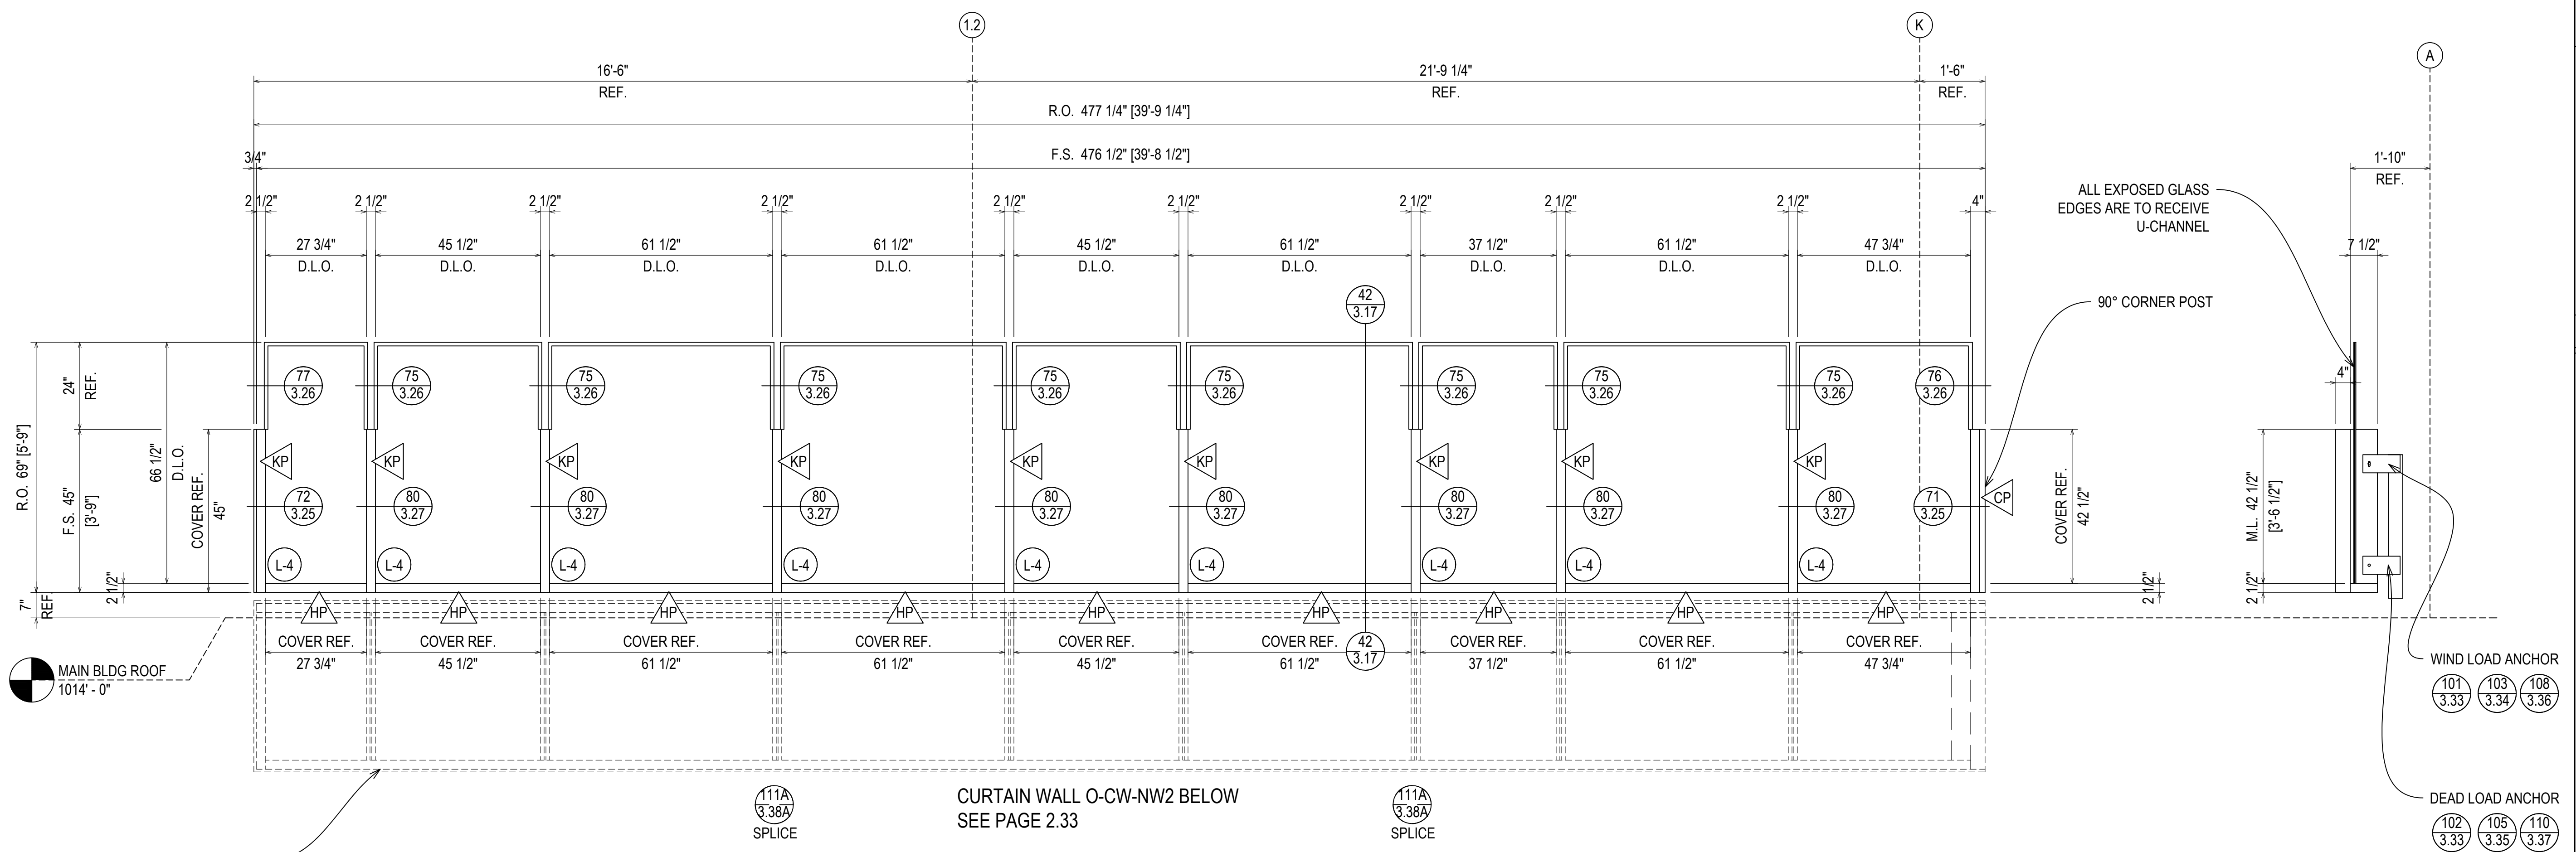 1.2
K
A
16'-6"
REF.
21'-9 1/4"
REF.
1'-6"
REF.
R.O. 477 1/4" [39'-9 1/4"]
3/4"
F.S. 476 1/2" [39'-8 1/2"]
1'-10"
REF.
2 1/2"
2 1/2"
2 1/2"
2 1/2"
2 1/2"
2 1/2"
2 1/2"
2 1/2"
2 1/2"
4"
ALL EXPOSED GLASS
EDGES ARE TO RECEIVE
U-CHANNEL
27 3/4"
D.L.O.
45 1/2"
D.L.O.
61 1/2"
D.L.O.
61 1/2"
D.L.O.
45 1/2"
D.L.O.
61 1/2"
D.L.O.
37 1/2"
D.L.O.
61 1/2"
D.L.O.
47 3/4"
D.L.O.
7 1/2"
42
3.17
90° CORNER POST
R.O. 69" [5'-9"]
24"
REF.
F.S. 45"
[3'-9"]
66 1/2"
D.L.O.
COVER REF.
45"
2 1/2"
7"
REF.
77
3.26
75
3.26
75
3.26
75
3.26
75
3.26
75
3.26
75
3.26
75
3.26
75
3.26
76
3.26
4"
KP
KP
KP
KP
KP
KP
KP
KP
KP
CP
72
3.25
80
3.27
80
3.27
80
3.27
80
3.27
80
3.27
80
3.27
80
3.27
80
3.27
71
3.25
COVER REF.
42 1/2"
2 1/2"
M.L. 42 1/2"
[3'-6 1/2"]
2 1/2"
L-4
L-4
L-4
L-4
L-4
L-4
L-4
L-4
L-4
HP
HP
HP
HP
HP
HP
HP
HP
HP
COVER REF.
27 3/4"
COVER REF.
45 1/2"
COVER REF.
61 1/2"
COVER REF.
61 1/2"
COVER REF.
45 1/2"
COVER REF.
61 1/2"
42
3.17
COVER REF.
37 1/2"
COVER REF.
61 1/2"
COVER REF.
47 3/4"
MAIN BLDG ROOF
1014' - 0"
WIND LOAD ANCHOR
101
3.33
103
3.34
108
3.36
111A
3.38A
SPLICE
CURTAIN WALL O-CW-NW2 BELOW
SEE PAGE 2.33
111A
3.38A
SPLICE
DEAD LOAD ANCHOR
102
3.33
105
3.35
110
3.37